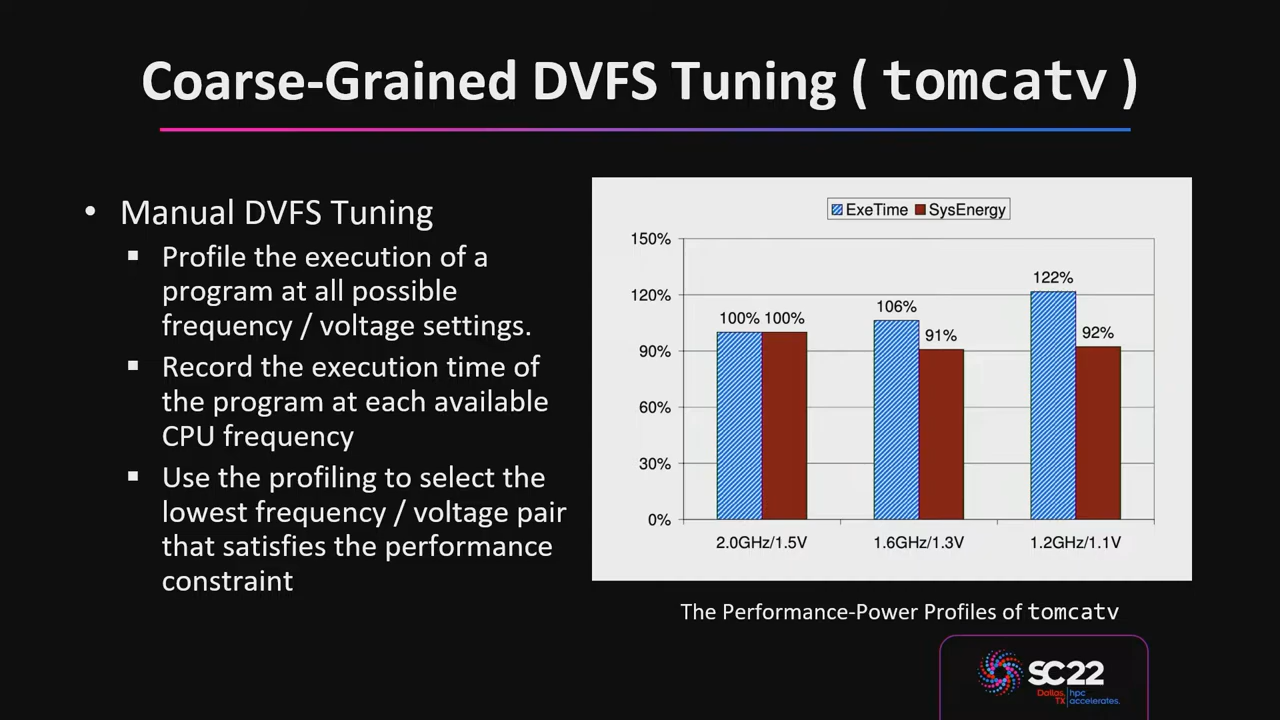 Coarse-Grained DVFS Tuning ( tomcatv )
• Manual DVFS Tuning
▪ Profile the execution of a
program at all possible
frequency / voltage settings.
▪ Record the execution time of
the program at each available
CPU frequency
▪ Use the profiling to select the
lowest frequency / voltage pair
that satisfies the performance
constraint
ExeTime SysEnergy
150%
120%
90%
60%
30%
0%
100% 100%
106%
91%
122%
92%
2.0GHz/1.5V 1.6GHz/1.3V 1.2GHz/1.1V
The Performance-Power Profiles of tomcatv
SC22
Dallas, TX
hpc
accelerates.